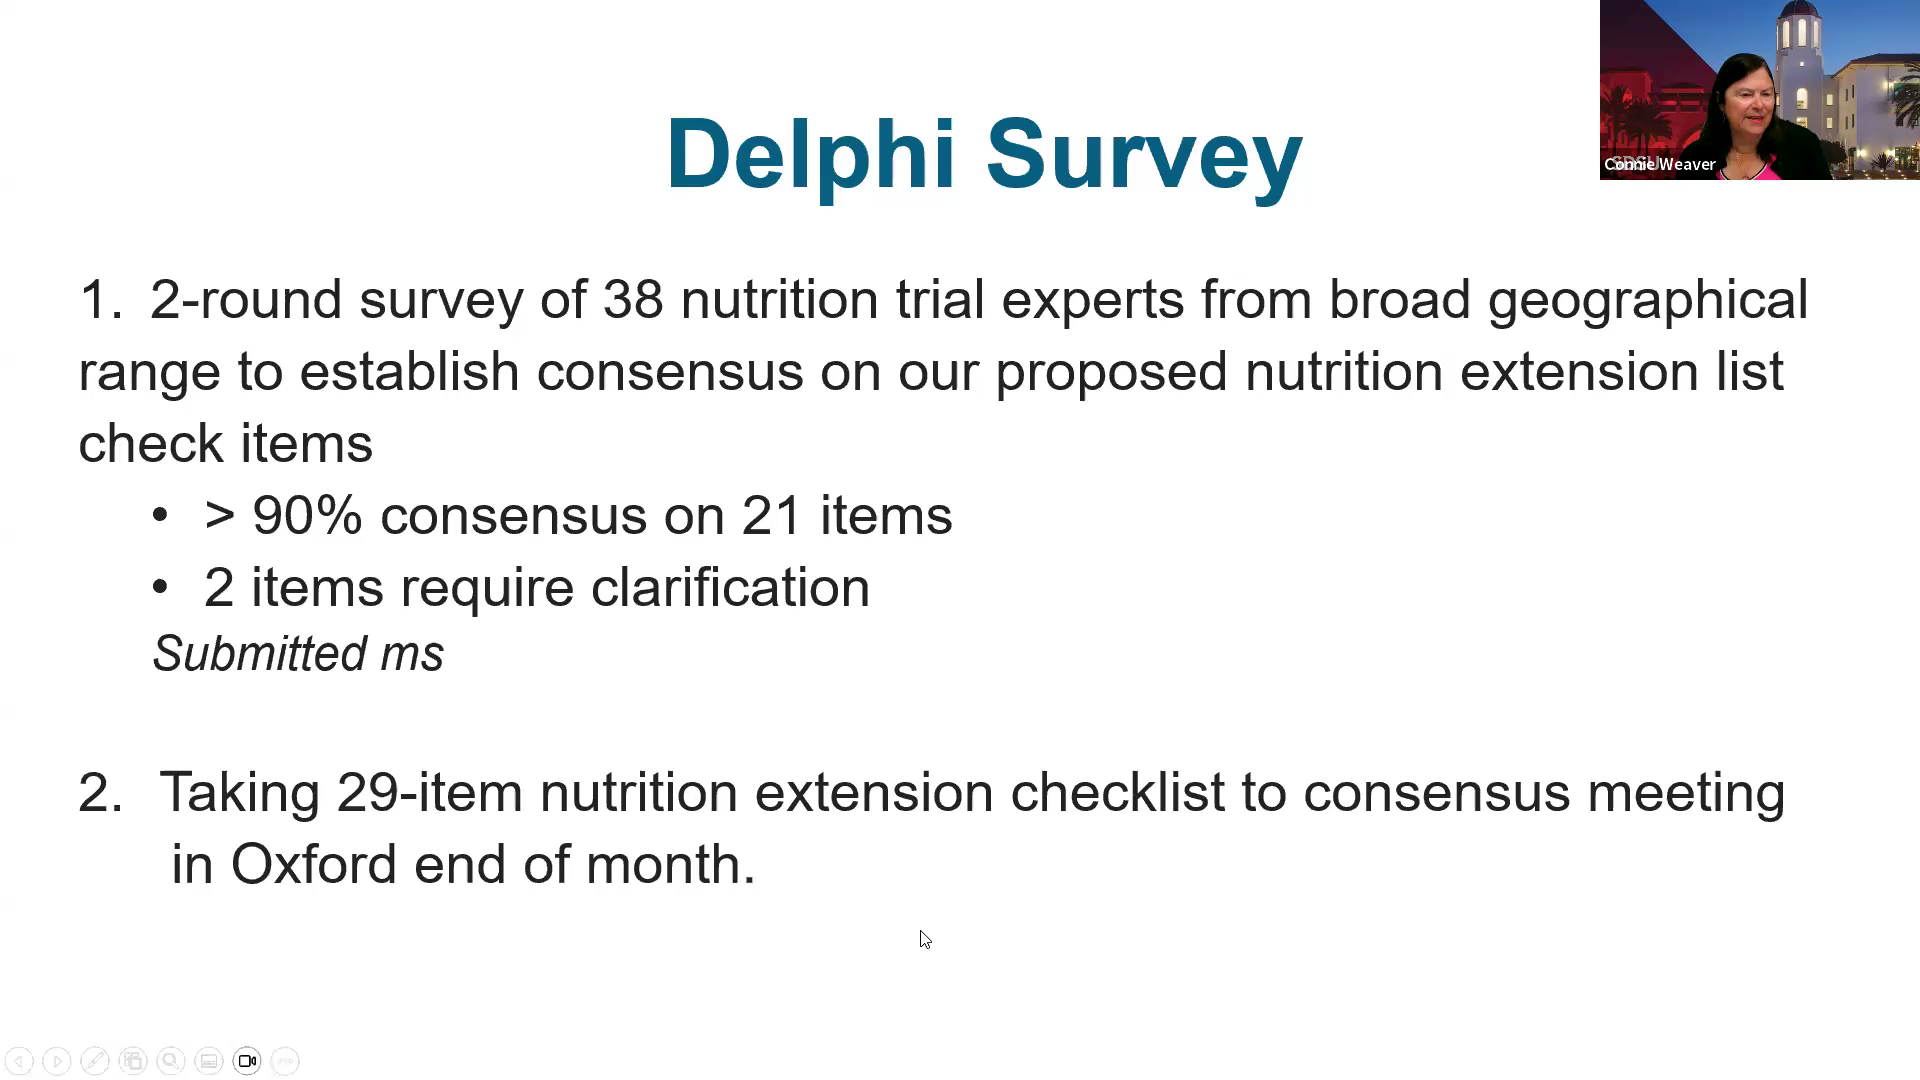 Delphi Survey
Connie Weaver
1. 2-round survey of 38 nutrition trial experts from broad geographical
range to establish consensus on our proposed nutrition extension list
check items
• > 90% consensus on 21 items
• 2 items require clarification
Submitted ms
2. Taking 29-item nutrition extension checklist to consensus meeting
in Oxford end of month.